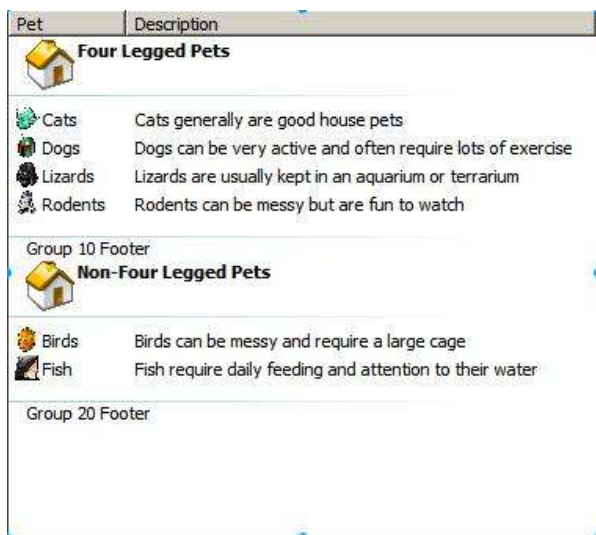 Pet Description
Four Legged Pets
Cats Cats generally are good house pets
Dogs Dogs can be very active and often require lots of exercise
Lizards Lizards are usually kept in an aquarium or terrarium
Rodents Rodents can be messy but are fun to watch
Group 10 Footer
Non-Four Legged Pets
Birds Birds can be messy and require a large cage
Fish Fish require daily feeding and attention to their water
Group 20 Footer